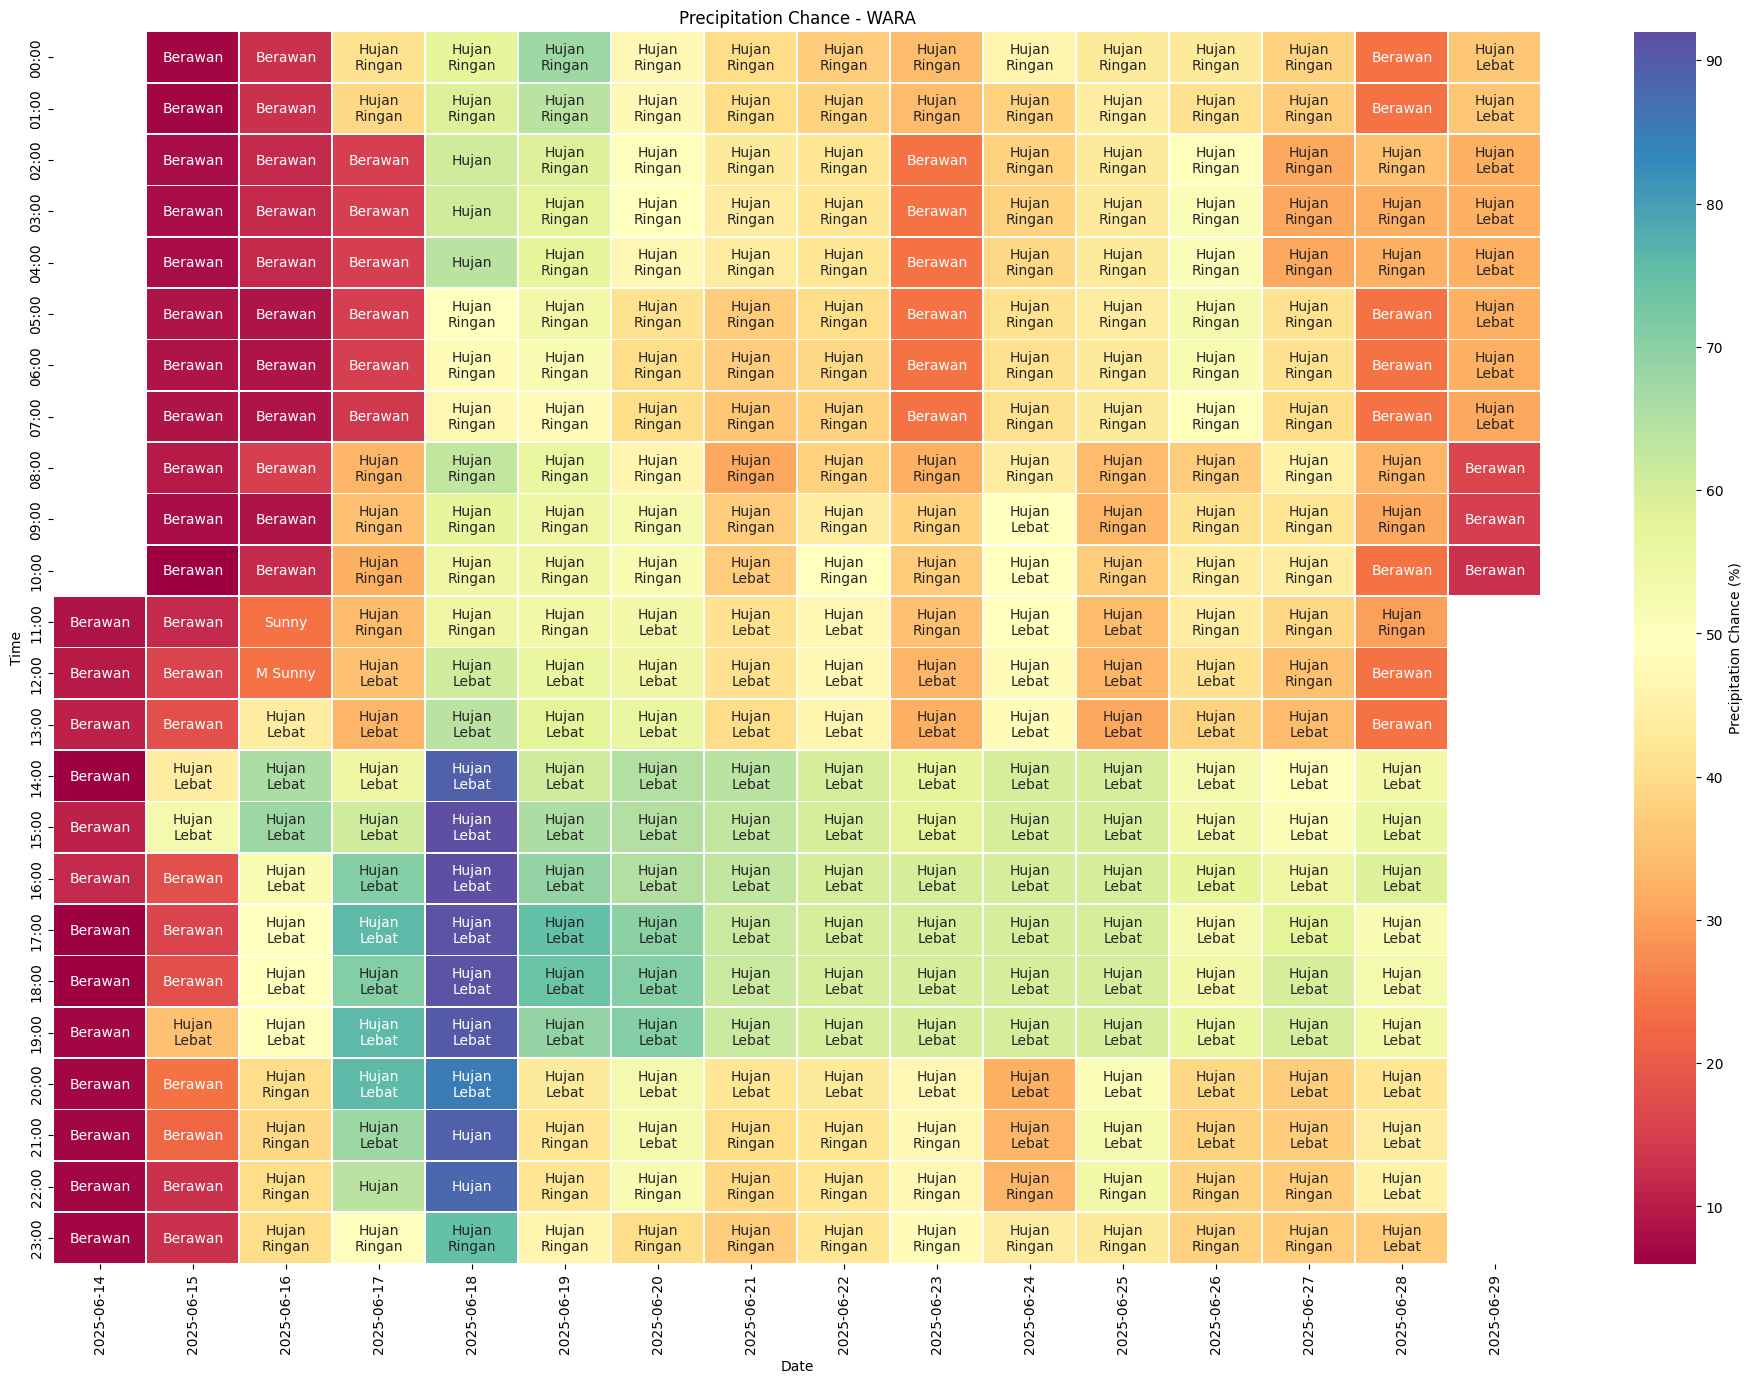 Precipitation Chance - WARA
00:00 Berawan Berawan Hujan Ringan Hujan Ringan Hujan Ringan Hujan Ringan Hujan Ringan Hujan Ringan Hujan Ringan Hujan Ringan Hujan Ringan Hujan Ringan Hujan Ringan Berawan Hujan Lebat
01:00 Berawan Berawan Hujan Ringan Hujan Ringan Hujan Ringan Hujan Ringan Hujan Ringan Hujan Ringan Hujan Ringan Hujan Ringan Hujan Ringan Hujan Ringan Hujan Ringan Berawan Hujan Lebat
02:00 Berawan Berawan Berawan Hujan Hujan Ringan Hujan Ringan Hujan Ringan Hujan Ringan Berawan Hujan Ringan Hujan Ringan Hujan Ringan Hujan Ringan Hujan Ringan Hujan Lebat
03:00 Berawan Berawan Berawan Hujan Hujan Ringan Hujan Ringan Hujan Ringan Hujan Ringan Berawan Hujan Ringan Hujan Ringan Hujan Ringan Hujan Ringan Hujan Ringan Hujan Lebat
04:00 Berawan Berawan Berawan Hujan Hujan Ringan Hujan Ringan Hujan Ringan Hujan Ringan Berawan Hujan Ringan Hujan Ringan Hujan Ringan Hujan Ringan Hujan Ringan Hujan Lebat
05:00 Berawan Berawan Berawan Hujan Ringan Hujan Ringan Hujan Ringan Hujan Ringan Hujan Ringan Berawan Hujan Ringan Hujan Ringan Hujan Ringan Hujan Ringan Berawan Hujan Lebat
06:00 Berawan Berawan Berawan Hujan Ringan Hujan Ringan Hujan Ringan Hujan Ringan Hujan Ringan Berawan Hujan Ringan Hujan Ringan Hujan Ringan Hujan Ringan Berawan Hujan Lebat
07:00 Berawan Berawan Berawan Hujan Ringan Hujan Ringan Hujan Ringan Hujan Ringan Hujan Ringan Berawan Hujan Ringan Hujan Ringan Hujan Ringan Hujan Ringan Berawan Hujan Lebat
08:00 Berawan Berawan Hujan Ringan Hujan Ringan Hujan Ringan Hujan Ringan Hujan Ringan Hujan Ringan Hujan Ringan Hujan Ringan Hujan Ringan Hujan Ringan Hujan Ringan Hujan Ringan Berawan
09:00 Berawan Berawan Hujan Ringan Hujan Ringan Hujan Ringan Hujan Ringan Hujan Ringan Hujan Ringan Hujan Ringan Hujan Lebat Hujan Ringan Hujan Ringan Hujan Ringan Hujan Ringan Berawan
10:00 Berawan Berawan Hujan Ringan Hujan Ringan Hujan Ringan Hujan Ringan Hujan Lebat Hujan Ringan Hujan Ringan Hujan Lebat Hujan Ringan Hujan Ringan Hujan Ringan Berawan Berawan
11:00 Berawan Berawan Sunny Hujan Ringan Hujan Ringan Hujan Ringan Hujan Lebat Hujan Lebat Hujan Lebat Hujan Ringan Hujan Lebat Hujan Lebat Hujan Ringan Hujan Ringan Hujan Ringan
12:00 Berawan Berawan M Sunny Hujan Lebat Hujan Lebat Hujan Lebat Hujan Lebat Hujan Lebat Hujan Lebat Hujan Lebat Hujan Lebat Hujan Lebat Hujan Lebat Hujan Ringan Berawan
13:00 Berawan Berawan Hujan Lebat Hujan Lebat Hujan Lebat Hujan Lebat Hujan Lebat Hujan Lebat Hujan Lebat Hujan Lebat Hujan Lebat Hujan Lebat Hujan Lebat Hujan Lebat Berawan
14:00 Berawan Hujan Lebat Hujan Lebat Hujan Lebat Hujan Lebat Hujan Lebat Hujan Lebat Hujan Lebat Hujan Lebat Hujan Lebat Hujan Lebat Hujan Lebat Hujan Lebat Hujan Lebat Hujan Lebat
15:00 Berawan Hujan Lebat Hujan Lebat Hujan Lebat Hujan Lebat Hujan Lebat Hujan Lebat Hujan Lebat Hujan Lebat Hujan Lebat Hujan Lebat Hujan Lebat Hujan Lebat Hujan Lebat Hujan Lebat
16:00 Berawan Berawan Hujan Lebat Hujan Lebat Hujan Lebat Hujan Lebat Hujan Lebat Hujan Lebat Hujan Lebat Hujan Lebat Hujan Lebat Hujan Lebat Hujan Lebat Hujan Lebat Hujan Lebat
17:00 Berawan Berawan Hujan Lebat Hujan Lebat Hujan Lebat Hujan Lebat Hujan Lebat Hujan Lebat Hujan Lebat Hujan Lebat Hujan Lebat Hujan Lebat Hujan Lebat Hujan Lebat Hujan Lebat
18:00 Berawan Berawan Hujan Lebat Hujan Lebat Hujan Lebat Hujan Lebat Hujan Lebat Hujan Lebat Hujan Lebat Hujan Lebat Hujan Lebat Hujan Lebat Hujan Lebat Hujan Lebat Hujan Lebat
19:00 Berawan Hujan Lebat Hujan Lebat Hujan Lebat Hujan Lebat Hujan Lebat Hujan Lebat Hujan Lebat Hujan Lebat Hujan Lebat Hujan Lebat Hujan Lebat Hujan Lebat Hujan Lebat Hujan Lebat
20:00 Berawan Berawan Hujan Ringan Hujan Lebat Hujan Lebat Hujan Lebat Hujan Lebat Hujan Lebat Hujan Lebat Hujan Lebat Hujan Lebat Hujan Lebat Hujan Lebat Hujan Lebat Hujan Lebat
21:00 Berawan Berawan Hujan Ringan Hujan Lebat Hujan Hujan Ringan Hujan Lebat Hujan Ringan Hujan Ringan Hujan Ringan Hujan Lebat Hujan Lebat Hujan Lebat Hujan Lebat Hujan Lebat
22:00 Berawan Berawan Hujan Ringan Hujan Hujan Hujan Ringan Hujan Ringan Hujan Ringan Hujan Ringan Hujan Ringan Hujan Ringan Hujan Ringan Hujan Ringan Hujan Ringan Hujan Lebat
23:00 Berawan Berawan Hujan Ringan Hujan Ringan Hujan Ringan Hujan Ringan Hujan Ringan Hujan Ringan Hujan Ringan Hujan Ringan Hujan Ringan Hujan Ringan Hujan Ringan Hujan Ringan Hujan Lebat
Time
2025-06-14 2025-06-15 2025-06-16 2025-06-17 2025-06-18 2025-06-19 2025-06-20 2025-06-21 2025-06-22 2025-06-23 2025-06-24 2025-06-25 2025-06-26 2025-06-27 2025-06-28 2025-06-29
Date
90
80
70
60
50
40
30
20
10
Precipitation Chance (%)